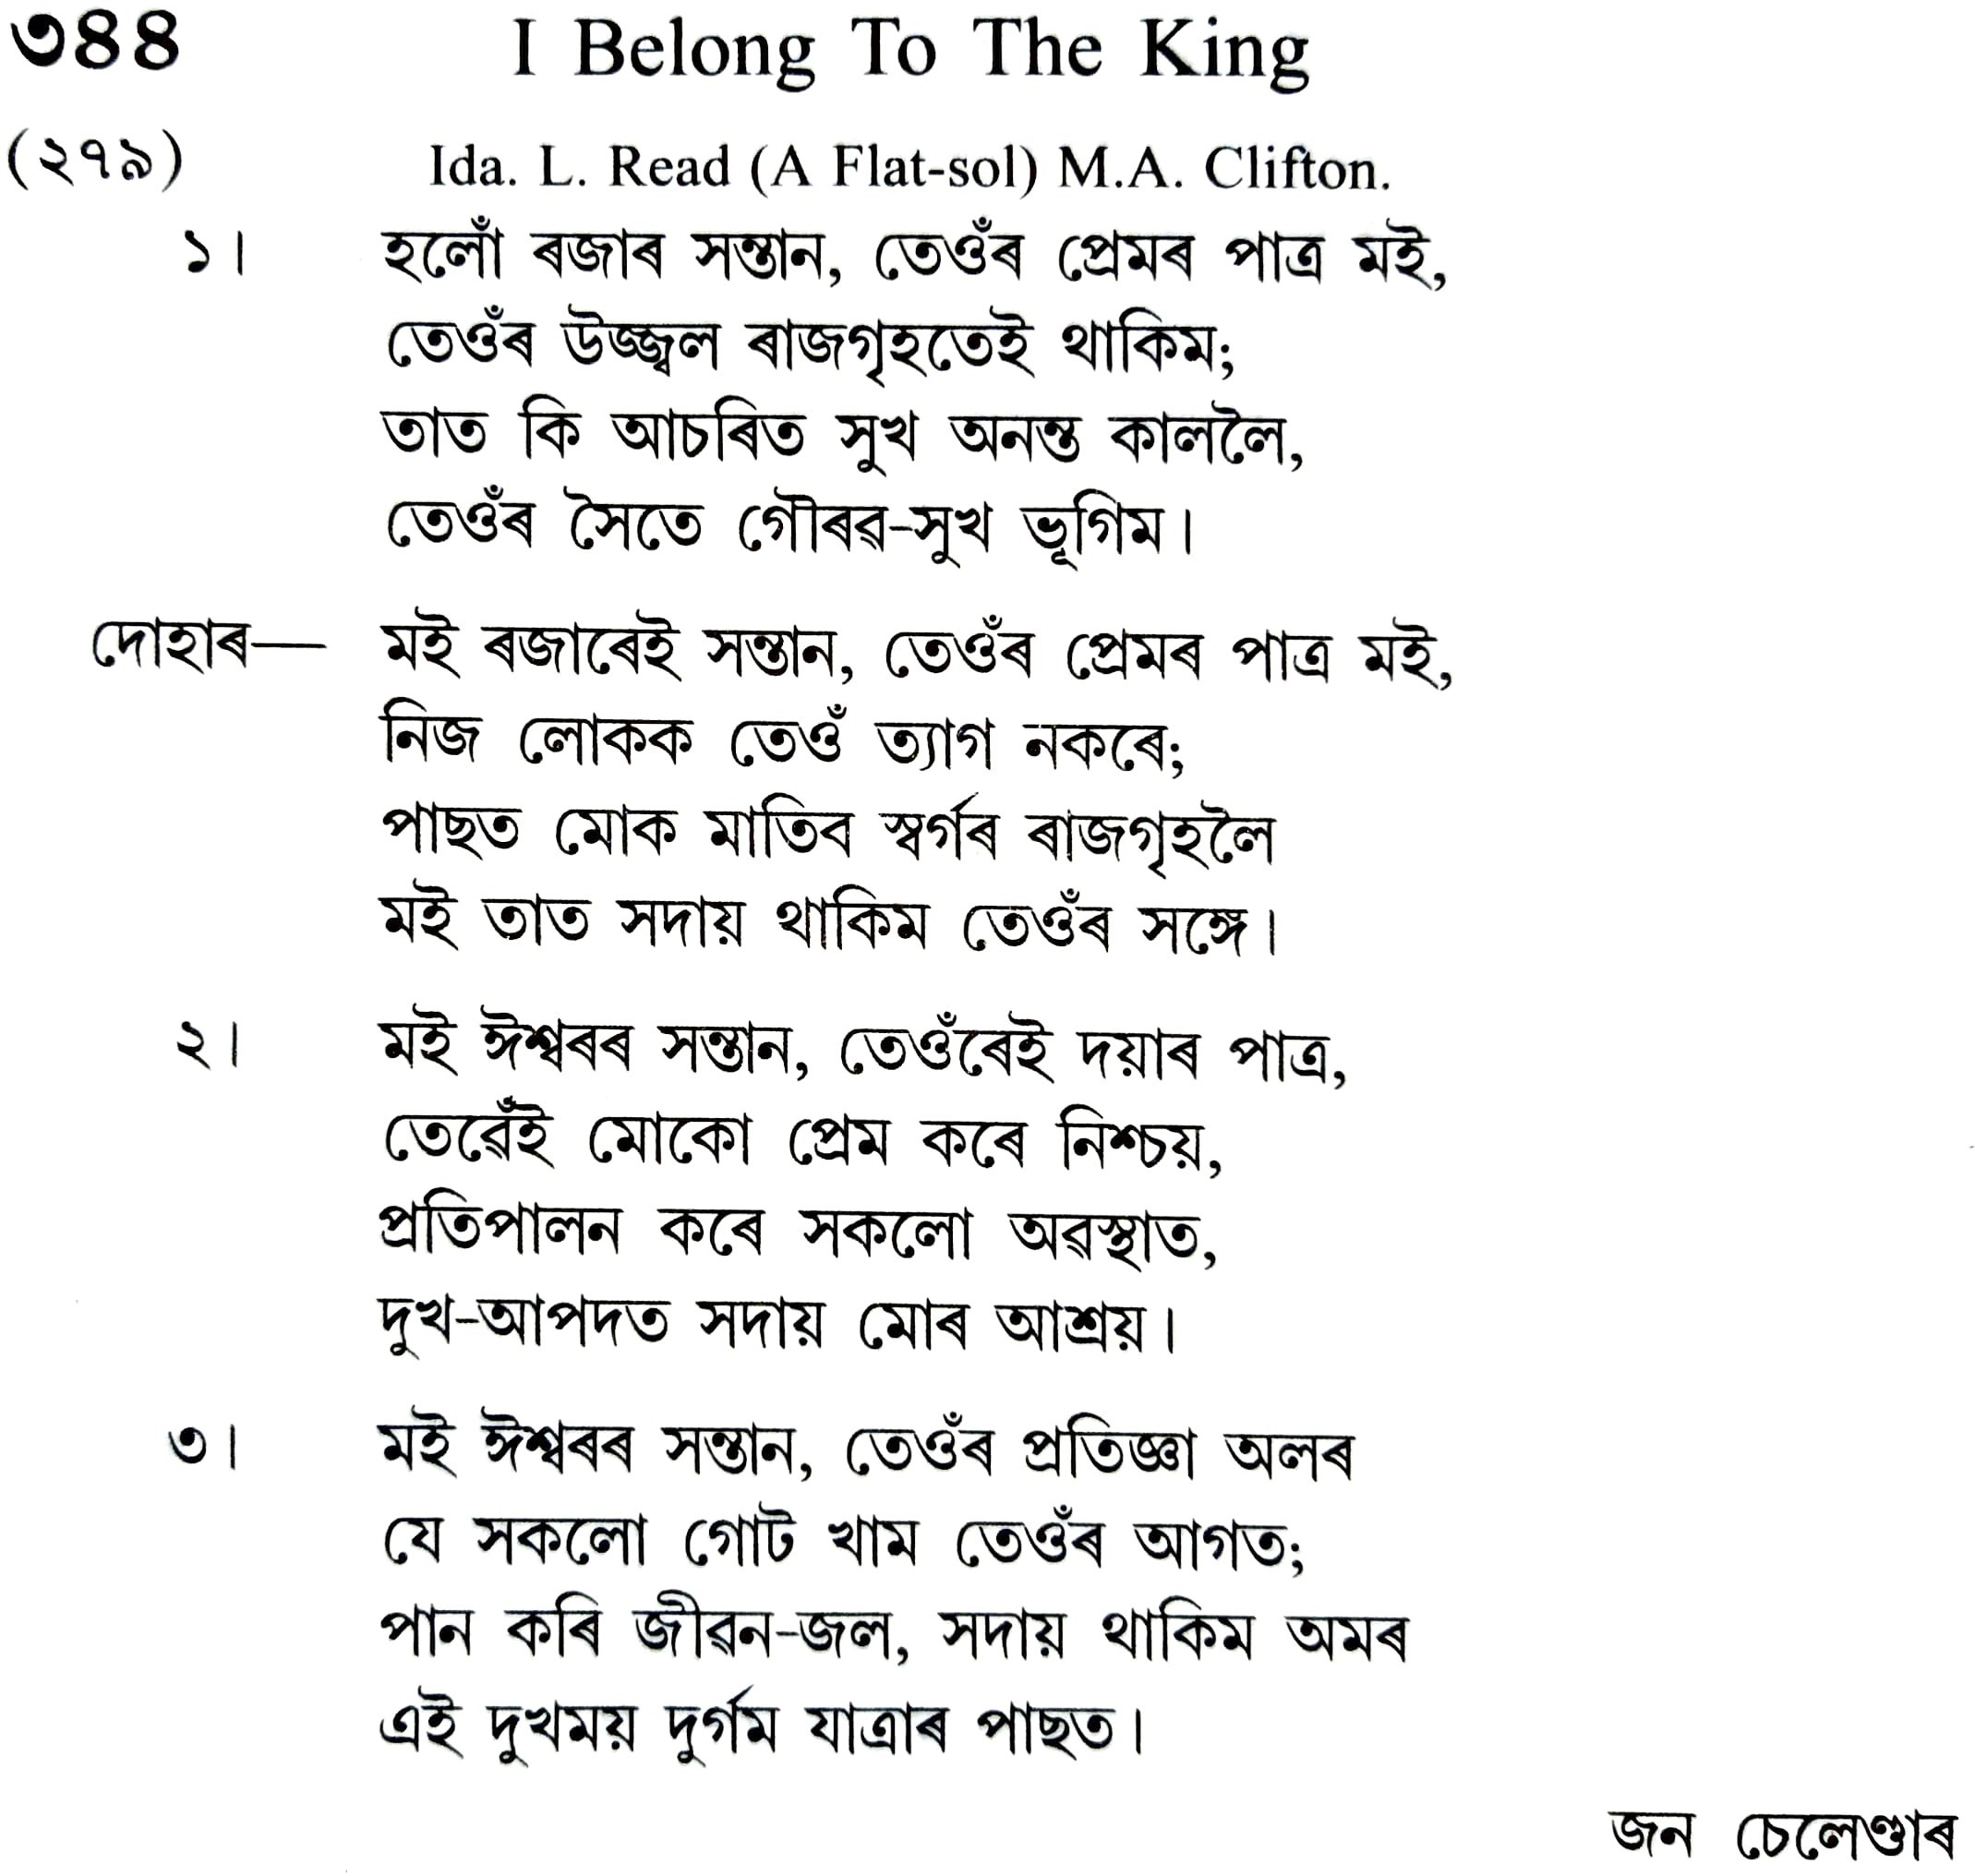 ৩৪৪ I Belong To The King
(২৭৯) Ida. L. Read (A Flat-sol) M.A. Clifton.
১। হলোঁ ৰজাৰ সন্তান, তেওঁৰ প্ৰেমৰ পাত্ৰ মই,
তেওঁৰ উজ্জ্বল ৰাজগৃহতেই থাকিম;
তাত কি আচৰিত সুখ অনন্ত কাললৈ,
তেওঁৰ সৈতে গৌৰৱ-সুখ ভূগিম।
দোহাৰ— মই ৰজাৰেই সন্তান, তেওঁৰ প্ৰেমৰ পাত্ৰ মই,
নিজ লোকক তেওঁ ত্যাগ নকৰে;
পাছত মোক মাতিব স্বৰ্গৰ ৰাজগৃহলৈ
মই তাত সদায় থাকিম তেওঁৰ সঙ্গে।
২। মই ঈশ্বৰৰ সন্তান, তেওঁৰেই দয়াৰ পাত্ৰ,
তেৱেঁই মোকো প্ৰেম কৰে নিশ্চয়,
প্ৰতিপালন কৰে সকলো অৱস্থাত,
দুখ-আপদত সদায় মোৰ আশ্ৰয়।
৩। মই ঈশ্বৰৰ সন্তান, তেওঁৰ প্ৰতিজ্ঞা অলৰ
যে সকলো গোট খাম তেওঁৰ আগত;
পান কৰি জীৱন-জল, সদায় থাকিম অমৰ
এই দুখময় দুৰ্গম যাত্ৰাৰ পাছত।
জন চেলেণ্ডাৰ